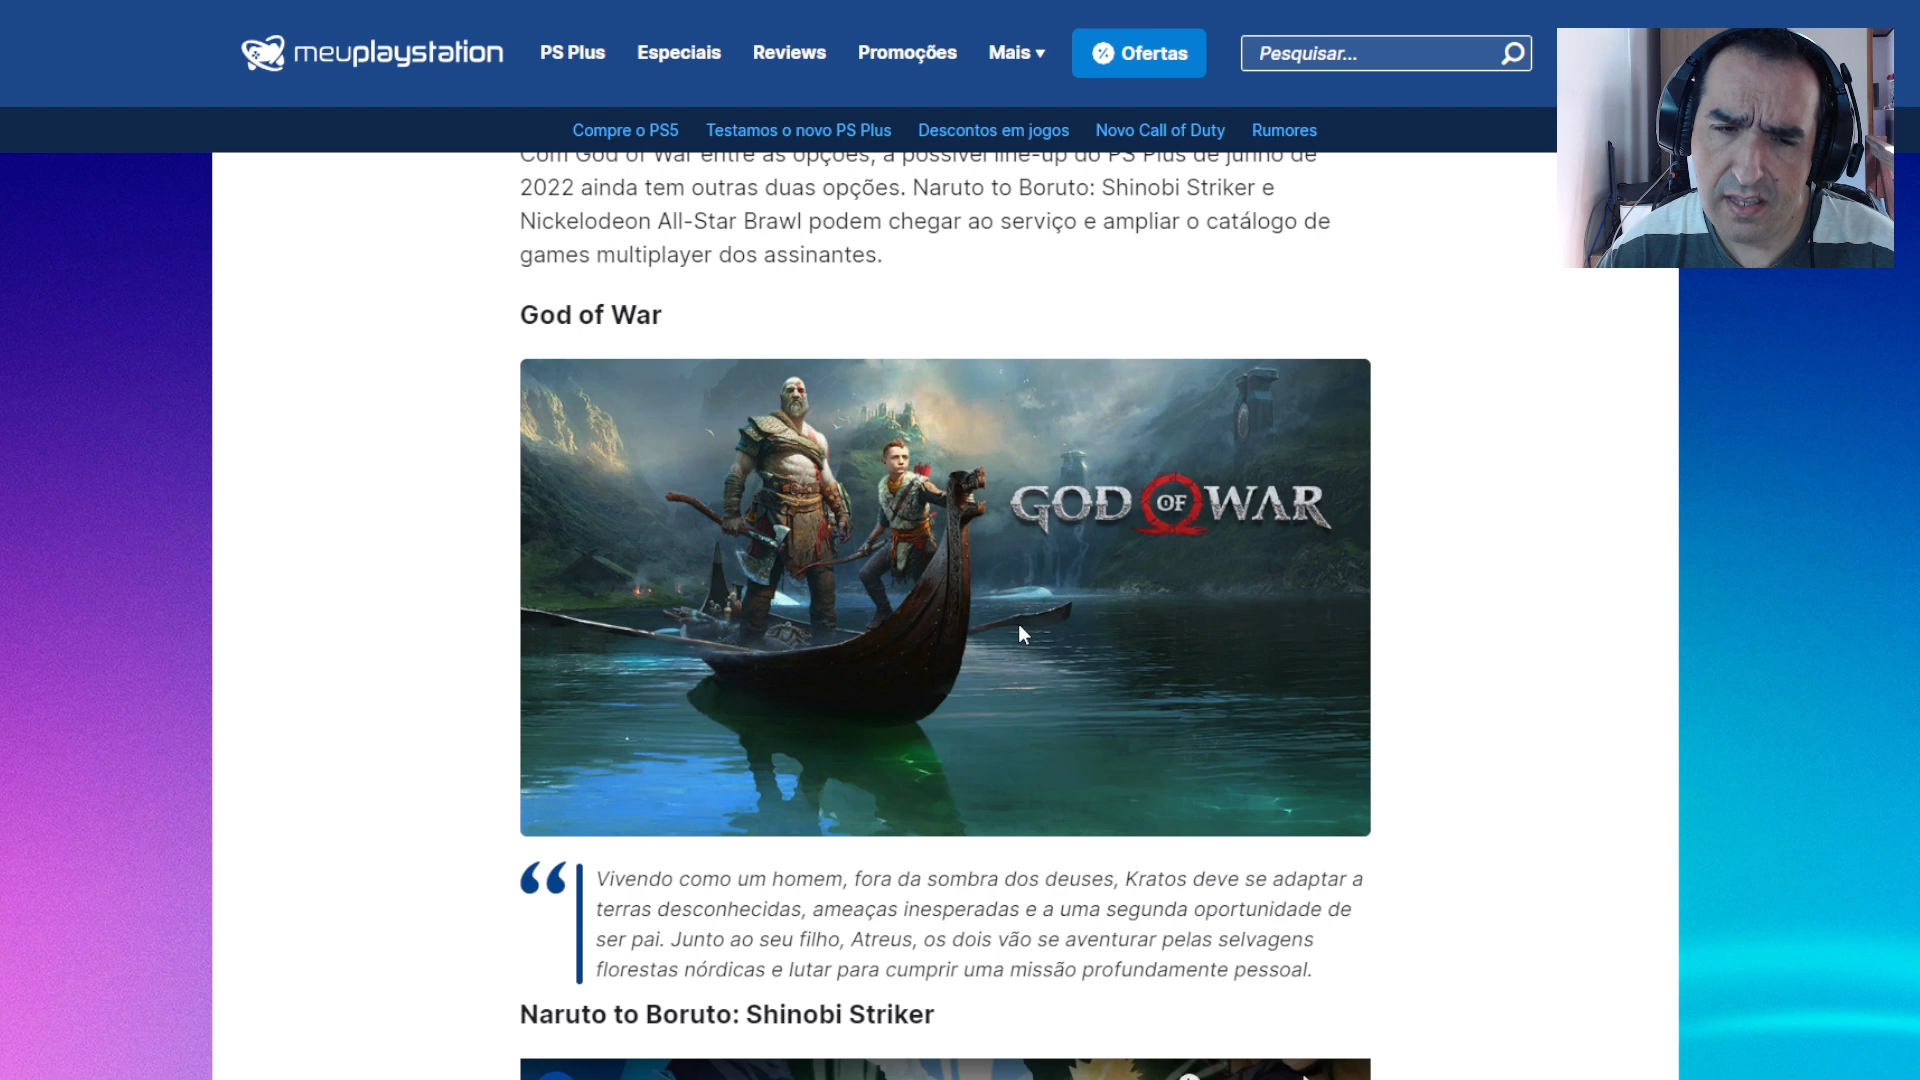 meuplaystation PS Plus Especiais Reviews Promoções Mais ▾ Ofertas Pesquisar...
Compre o PS5 Testamos o novo PS Plus Descontos em jogos Novo Call of Duty Rumores
Com God of War entre as opções, a possível line-up do PS Plus de junho de
2022 ainda tem outras duas opções. Naruto to Boruto: Shinobi Striker e
Nickelodeon All-Star Brawl podem chegar ao serviço e ampliar o catálogo de
games multiplayer dos assinantes.
God of War
GOD OF WAR
“ Vivendo como um homem, fora da sombra dos deuses, Kratos deve se adaptar a
terras desconhecidas, ameaças inesperadas e a uma segunda oportunidade de
ser pai. Junto ao seu filho, Atreus, os dois vão se aventurar pelas selvagens
florestas nórdicas e lutar para cumprir uma missão profundamente pessoal.
Naruto to Boruto: Shinobi Striker